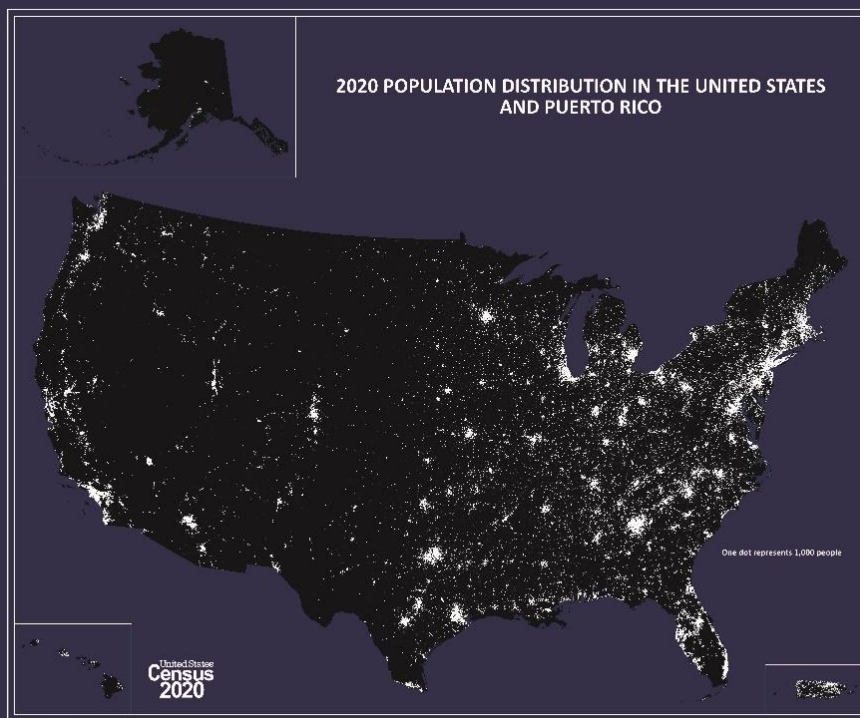 2020 POPULATION DISTRIBUTION IN THE UNITED STATES
AND PUERTO RICO
One dot represents 1,000 people
United States
Census
2020